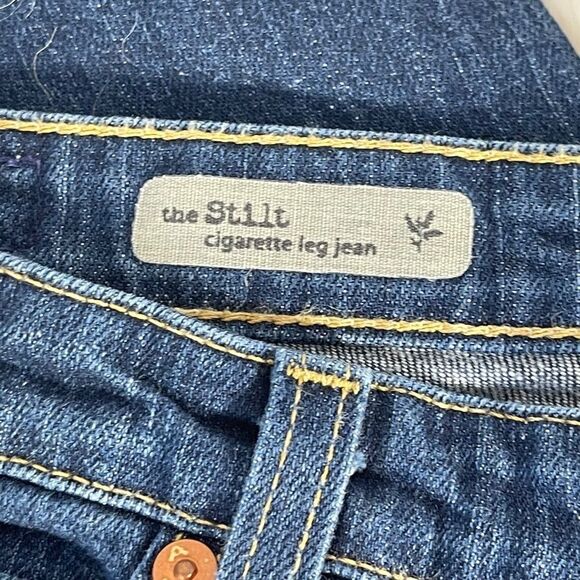 the Stilt
cigarette leg jean